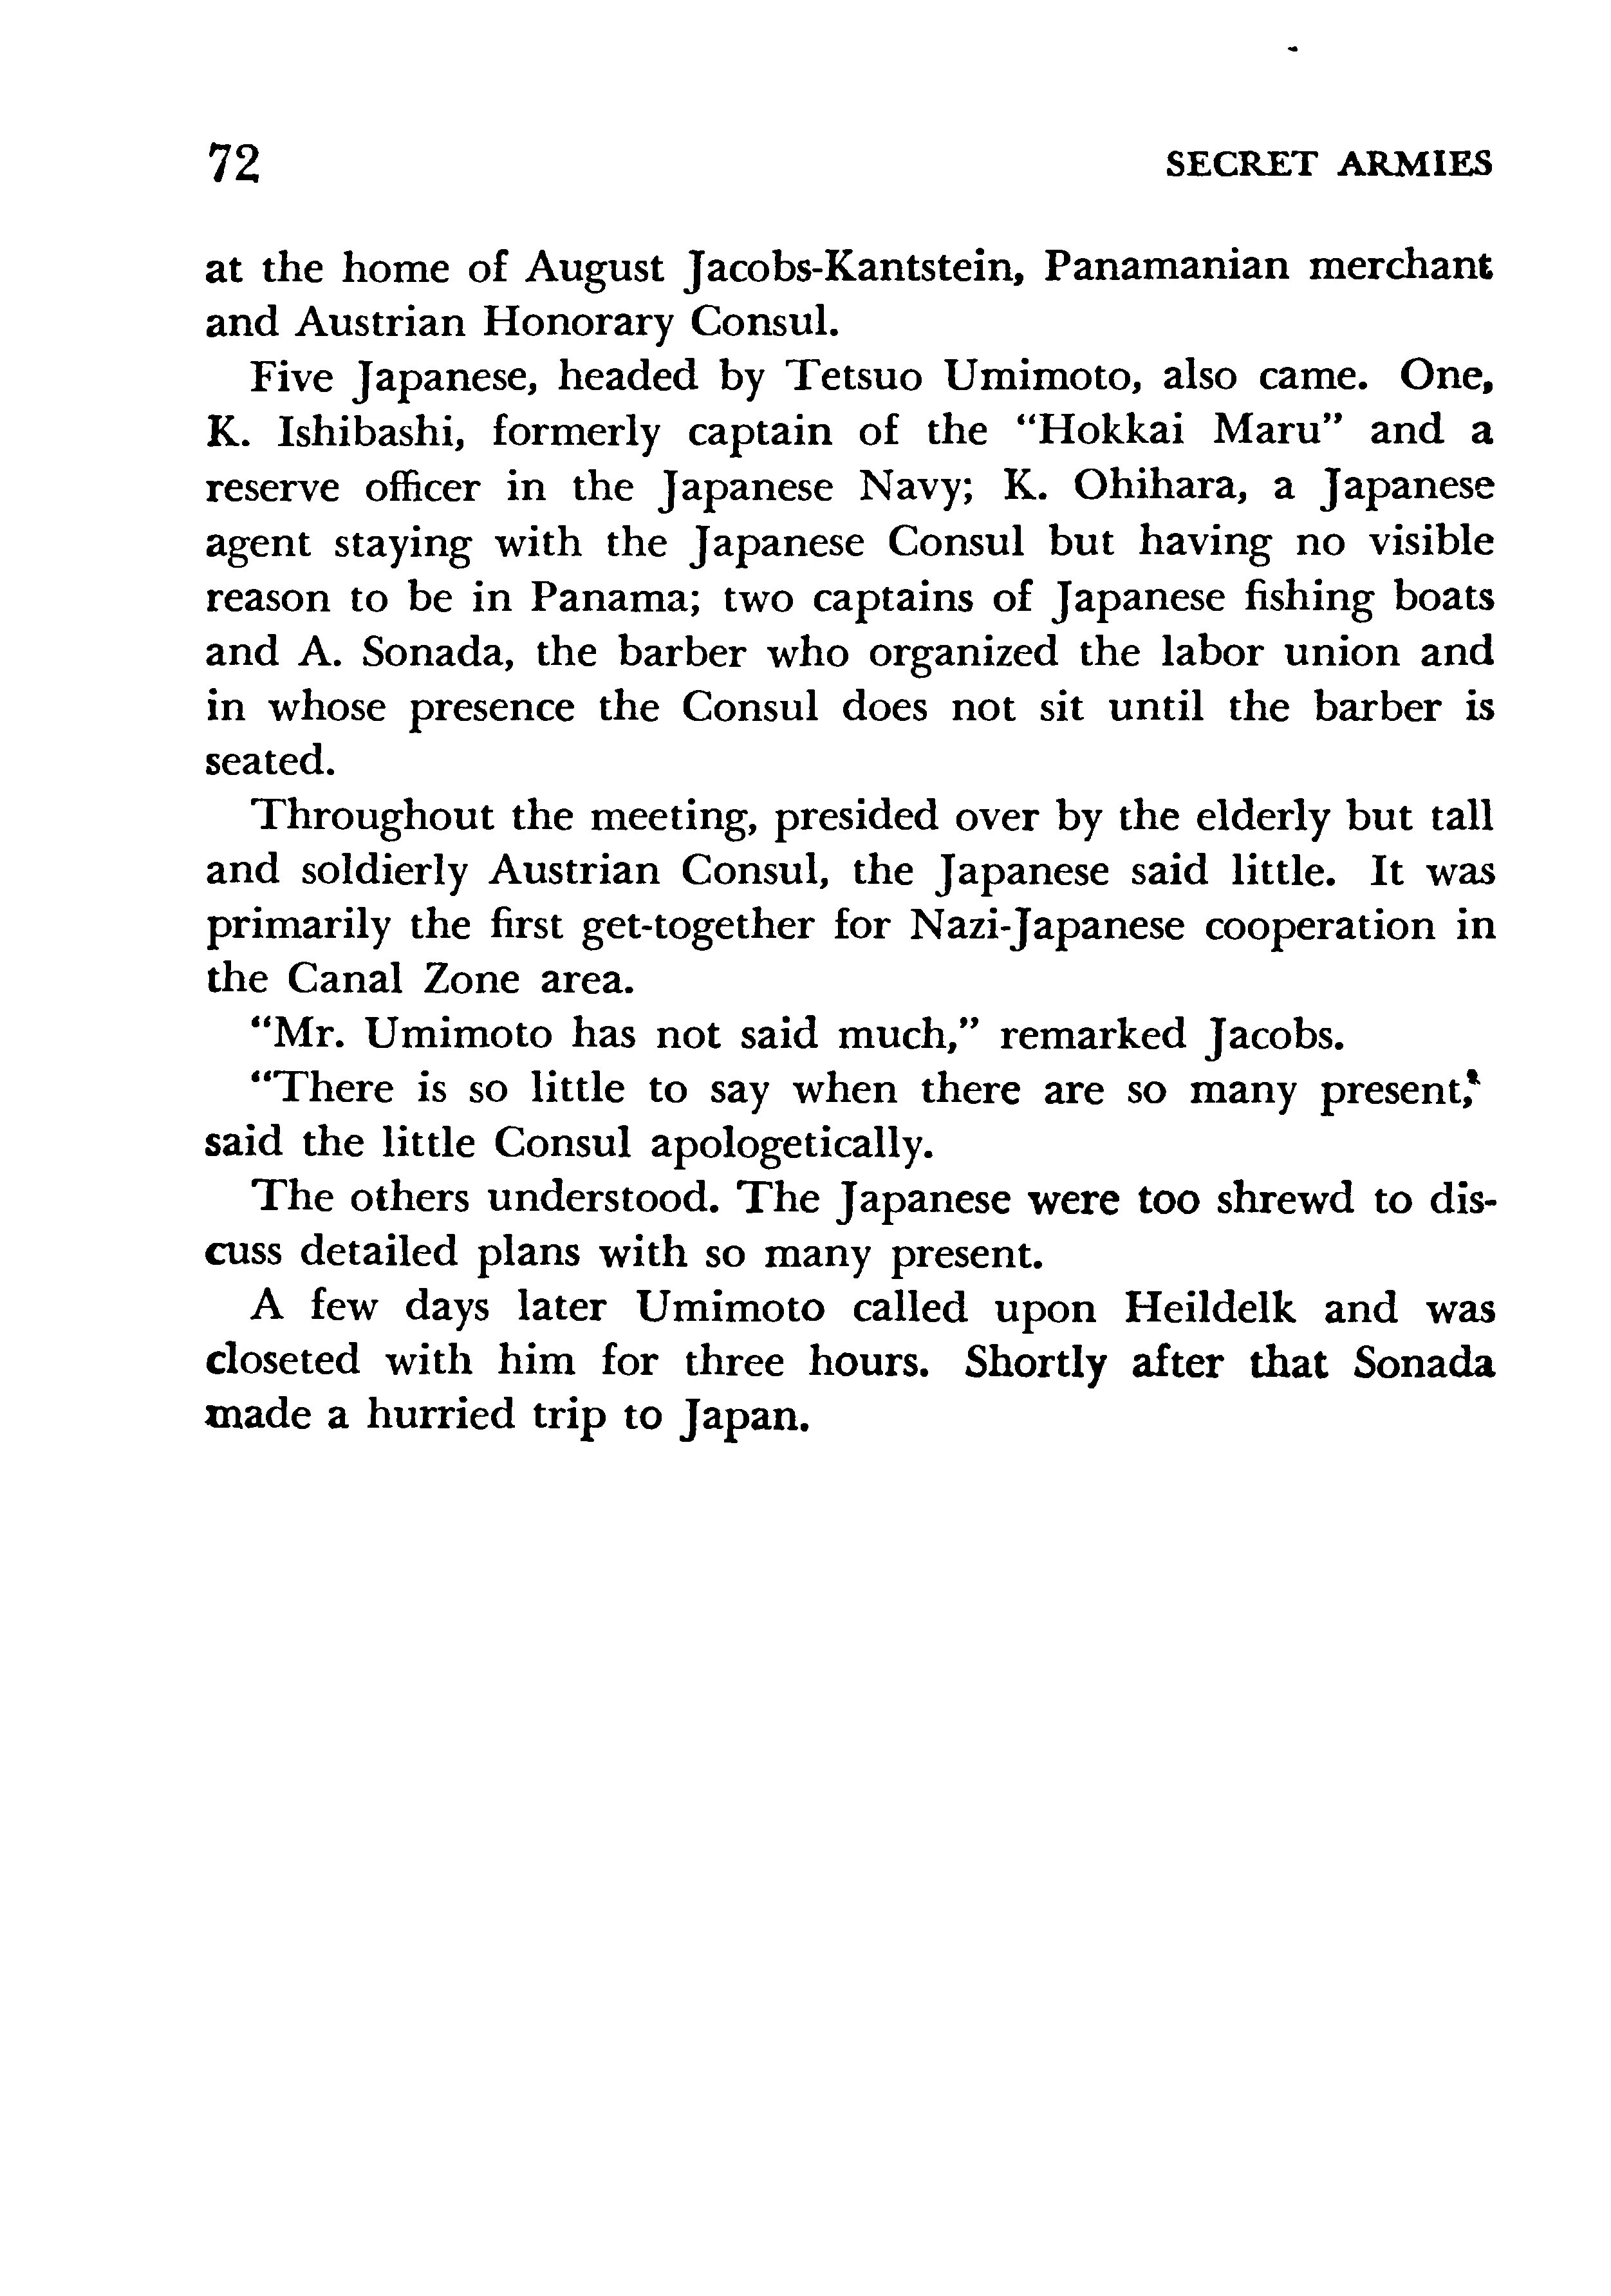 72 SECRET ARMIES
at the home of August Jacobs-Kantstein, Panamanian merchant
and Austrian Honorary Consul.
Five Japanese, headed by Tetsuo Umimoto, also came. One,
K. Ishibashi, formerly captain of the “Hokkai Maru” and a
reserve officer in the Japanese Navy; K. Ohihara, a Japanese
agent staying with the Japanese Consul but having no visible
reason to be in Panama; two captains of Japanese fishing boats
and A. Sonada, the barber who organized the labor union and
in whose presence the Consul does not sit until the barber is
seated.
Throughout the meeting, presided over by the elderly but tall
and soldierly Austrian Consul, the Japanese said little. It was
primarily the first get-together for Nazi-Japanese cooperation in
the Canal Zone area.
“Mr. Umimoto has not said much,” remarked Jacobs.
“There is so little to say when there are so many present,”
said the little Consul apologetically.
The others understood. The Japanese were too shrewd to dis-
cuss detailed plans with so many present.
A few days later Umimoto called upon Heildelk and was
closeted with him for three hours. Shortly after that Sonada
made a hurried trip to Japan.